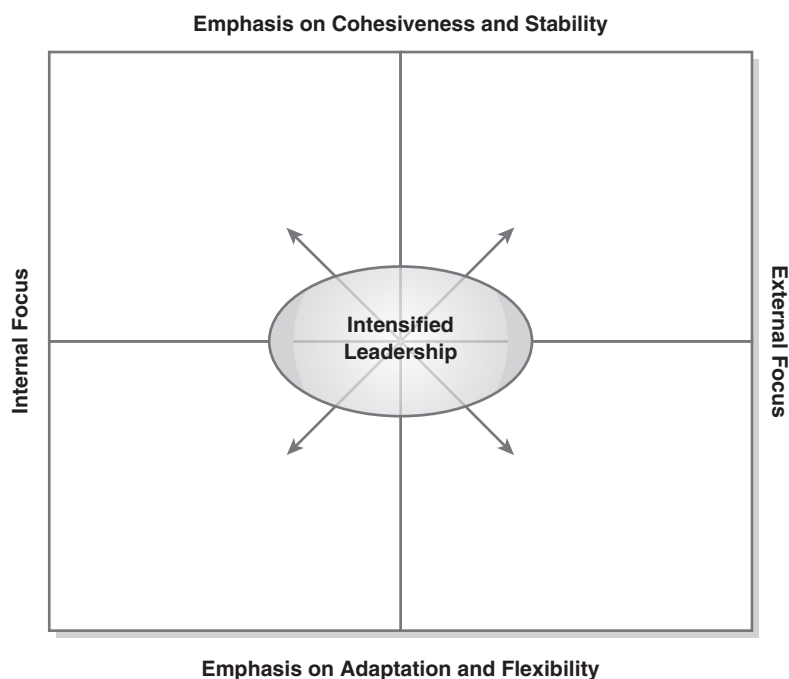 Emphasis on Cohesiveness and Stability
Internal Focus
Intensified
Leadership
External Focus
Emphasis on Adaptation and Flexibility